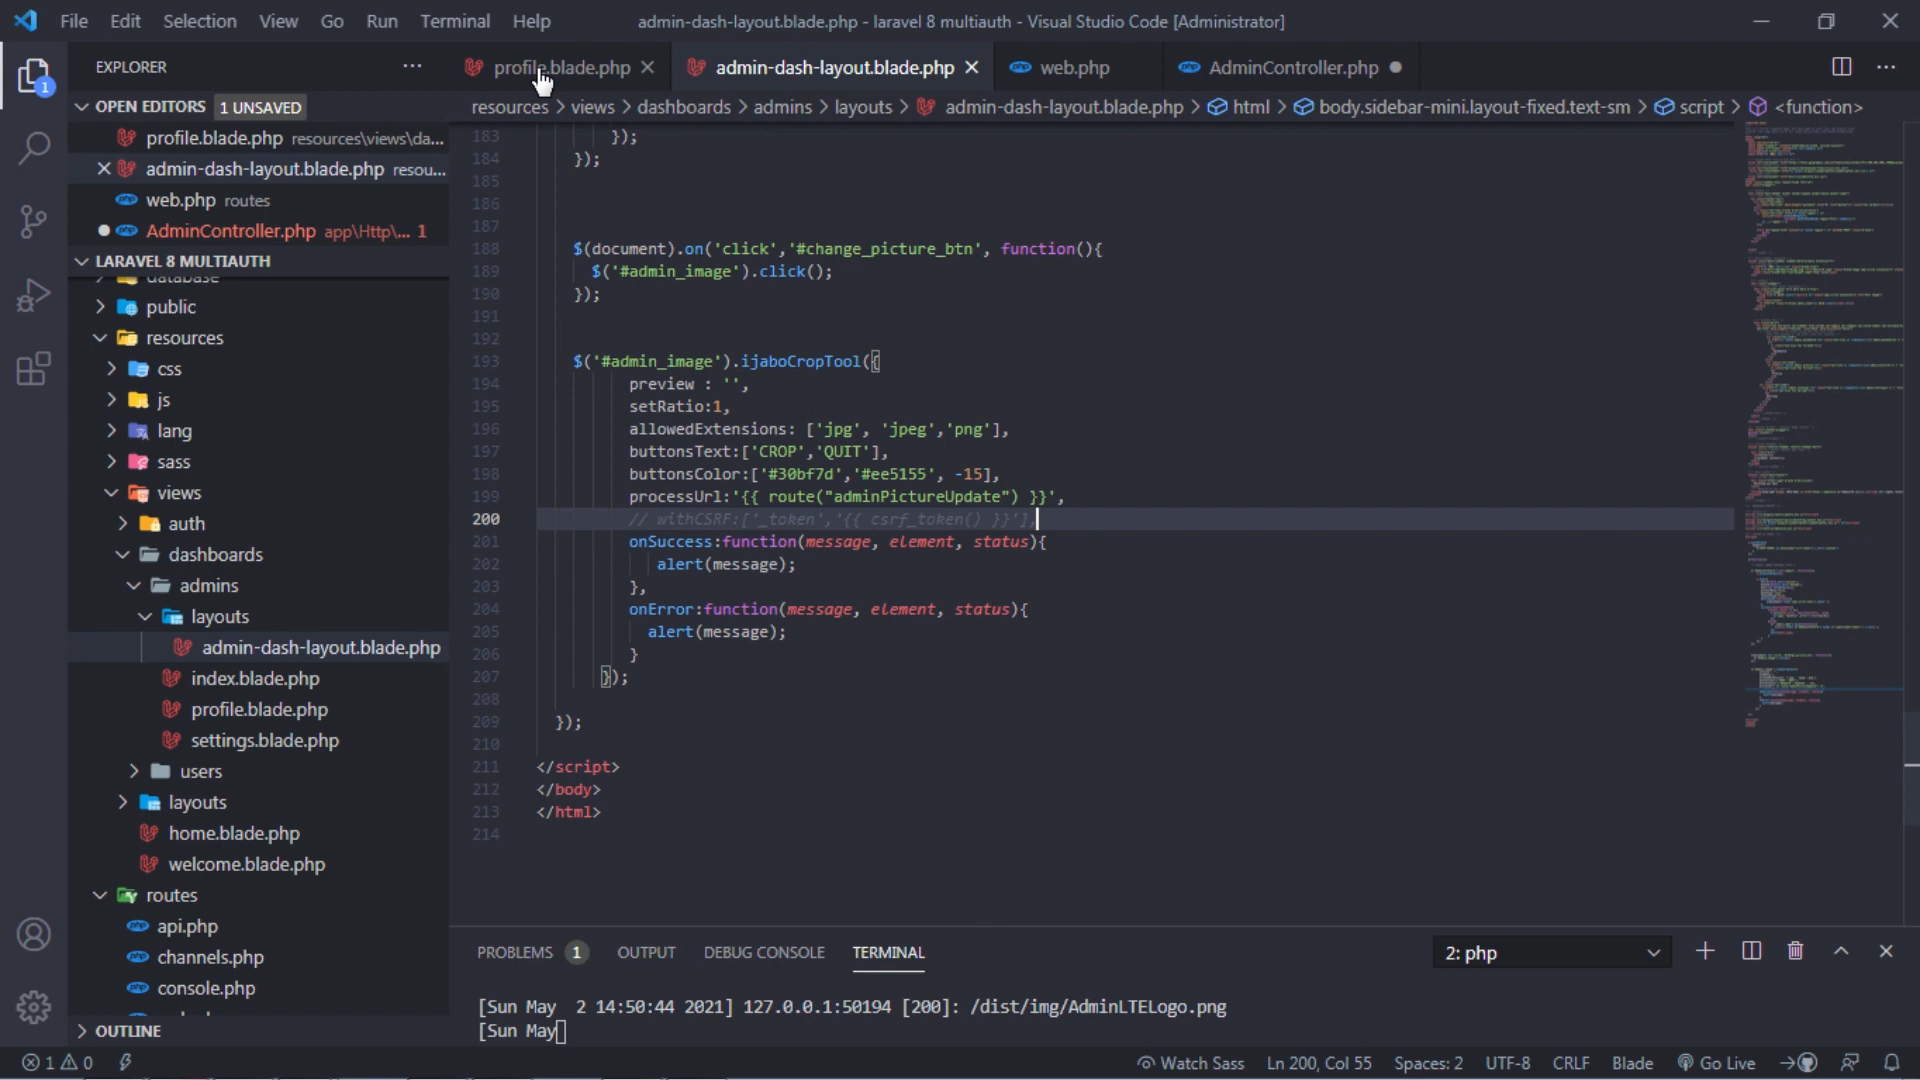 File Edit Selection View Go Run Terminal Help
admin-dash-layout.blade.php - laravel 8 multiauth - Visual Studio Code [Administrator]
EXPLORER
profile.blade.php
admin-dash-layout.blade.php
web.php
AdminController.php
resources > views > dashboards > admins > layouts > admin-dash-layout.blade.php > html > body.sidebar-mini.layout-fixed.text-sm > script > <function>
1
OPEN EDITORS 1 UNSAVED
profile.blade.php resources\views\da...
admin-dash-layout.blade.php resou...
web.php routes
AdminController.php app\Http\... 1
LARAVEL 8 MULTIAUTH
database
public
resources
css
js
lang
sass
views
auth
dashboards
admins
layouts
admin-dash-layout.blade.php
index.blade.php
profile.blade.php
settings.blade.php
users
layouts
home.blade.php
welcome.blade.php
routes
api.php
channels.php
console.php
OUTLINE
183 });
184 });
185
186
187
188 $(document).on('click','#change_picture_btn', function(){
189 $('#admin_image').click();
190 });
191
192
193 $('#admin_image').ijaboCropTool({
194 preview : '',
195 setRatio:1,
196 allowedExtensions: ['jpg', 'jpeg','png'],
197 buttonsText:['CROP','QUIT'],
198 buttonsColor:['#30bf7d','#ee5155', -15],
199 processUrl:'{{ route("adminPictureUpdate") }}',
200 // withCSRF:['_token','{{ csrf_token() }}'],
201 onSuccess:function(message, element, status){
202 alert(message);
203 },
204 onError:function(message, element, status){
205 alert(message);
206 }
207 });
208
209 });
210
211 </script>
212 </body>
213 </html>
214
PROBLEMS 1 OUTPUT DEBUG CONSOLE TERMINAL
2: php
[Sun May  2 14:50:44 2021] 127.0.0.1:50194 [200]: /dist/img/AdminLTELogo.png
[Sun May
1 0
Watch Sass Ln 200, Col 55 Spaces: 2 UTF-8 CRLF Blade Go Live